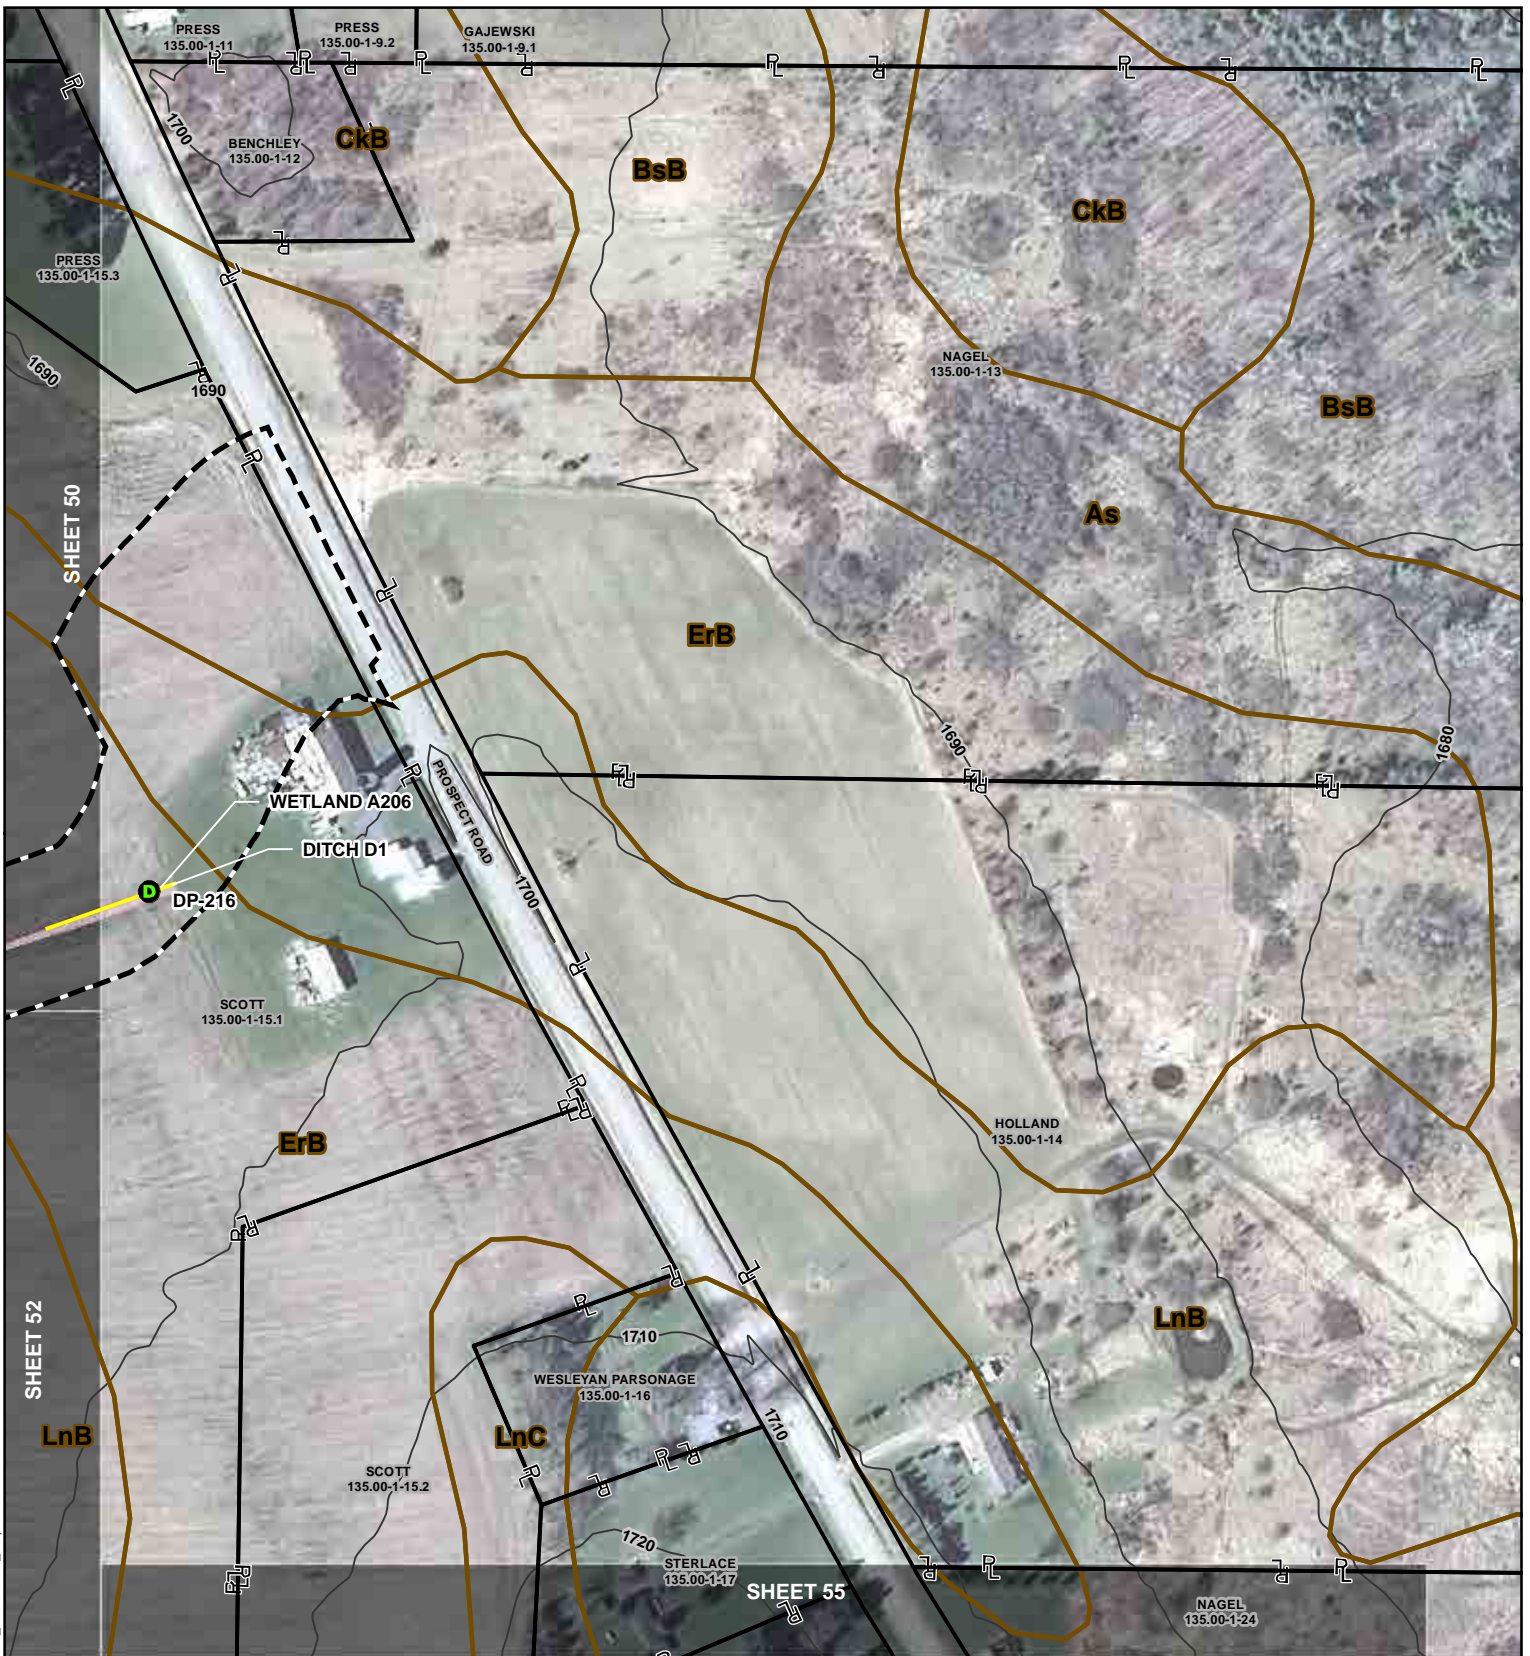 PRESS
135.00-1-11
PRESS
135.00-1-9.2
GAJEWSKI
135.00-1-9.1
1700
BENCHLEY
135.00-1-12
CkB
BsB
CkB
PRESS
135.00-1-15.3
1690
1690
NAGEL
135.00-1-13
BsB
SHEET 50
As
ErB
1690
1680
WETLAND A206
PROSPECT ROAD
DITCH D1
D
DP-216
1700
SCOTT
135.00-1-15.1
HOLLAND
135.00-1-14
ErB
LnB
SHEET 52
1710
WESLEYAN PARSONAGE
135.00-1-16
1710
LnB
LnC
SCOTT
135.00-1-15.2
1720
STERLACE
135.00-1-17
SHEET 55
NAGEL
135.00-1-24